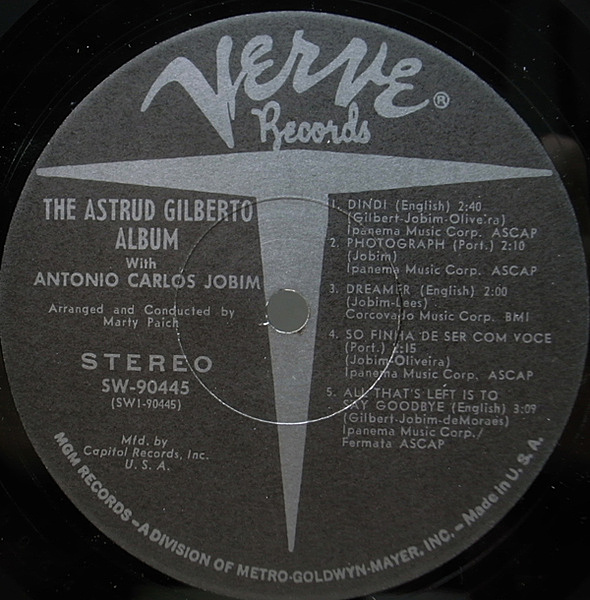 Verve®
Records
THE ASTRUD GILBERTO
ALBUM
With
ANTONIO CARLOS JOBIM
Arranged and Conducted by
Marty Paich
STEREO
SW-90445
(SW1-90445)
Mfd. by
Capitol Records, Inc.
U. S. A.
1. DINDI (English) 2:40
(Gilbert-Jobim-Oliveira)
Ipanema Music Corp. ASCAP
2. PHOTOGRAPH (Port.) 2:10
(Jobim)
Ipanema Music Corp. ASCAP
3. DREAMER (English) 2:00
(Jobim-Lees)
Corcovado Music Corp. BMI
4. SO FINHA DE SER COM VOCE
(Port.) 2:15
(Jobim-Oliveira)
Ipanema Music Corp. ASCAP
5. ALL THAT'S LEFT IS TO
SAY GOODBYE (English) 3:09
(Gilbert-Jobim-deMoraes)
Ipanema Music Corp./
Fermata ASCAP
MGM RECORDS—A DIVISION OF METRO-GOLDWYN-MAYER, INC.—Made in U. S. A.